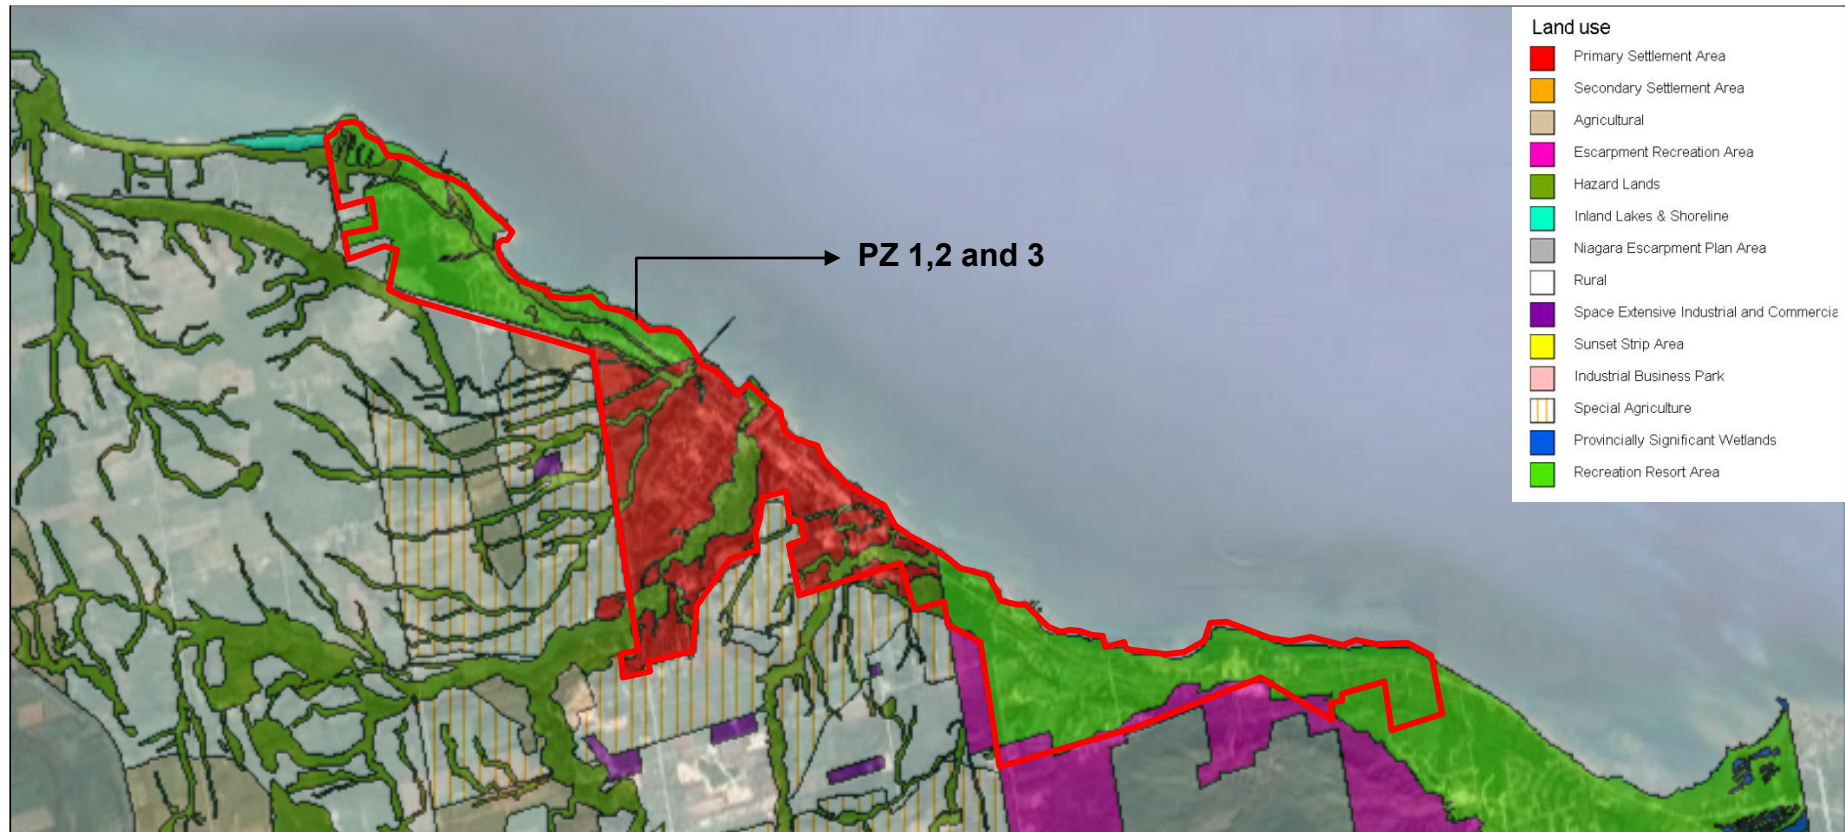 Land use
Primary Settlement Area
Secondary Settlement Area
Agricultural
Escarpment Recreation Area
Hazard Lands
Inland Lakes & Shoreline
Niagara Escarpment Plan Area
Rural
Space Extensive Industrial and Commercia
Sunset Strip Area
Industrial Business Park
Special Agriculture
Provincially Significant Wetlands
Recreation Resort Area
PZ 1,2 and 3